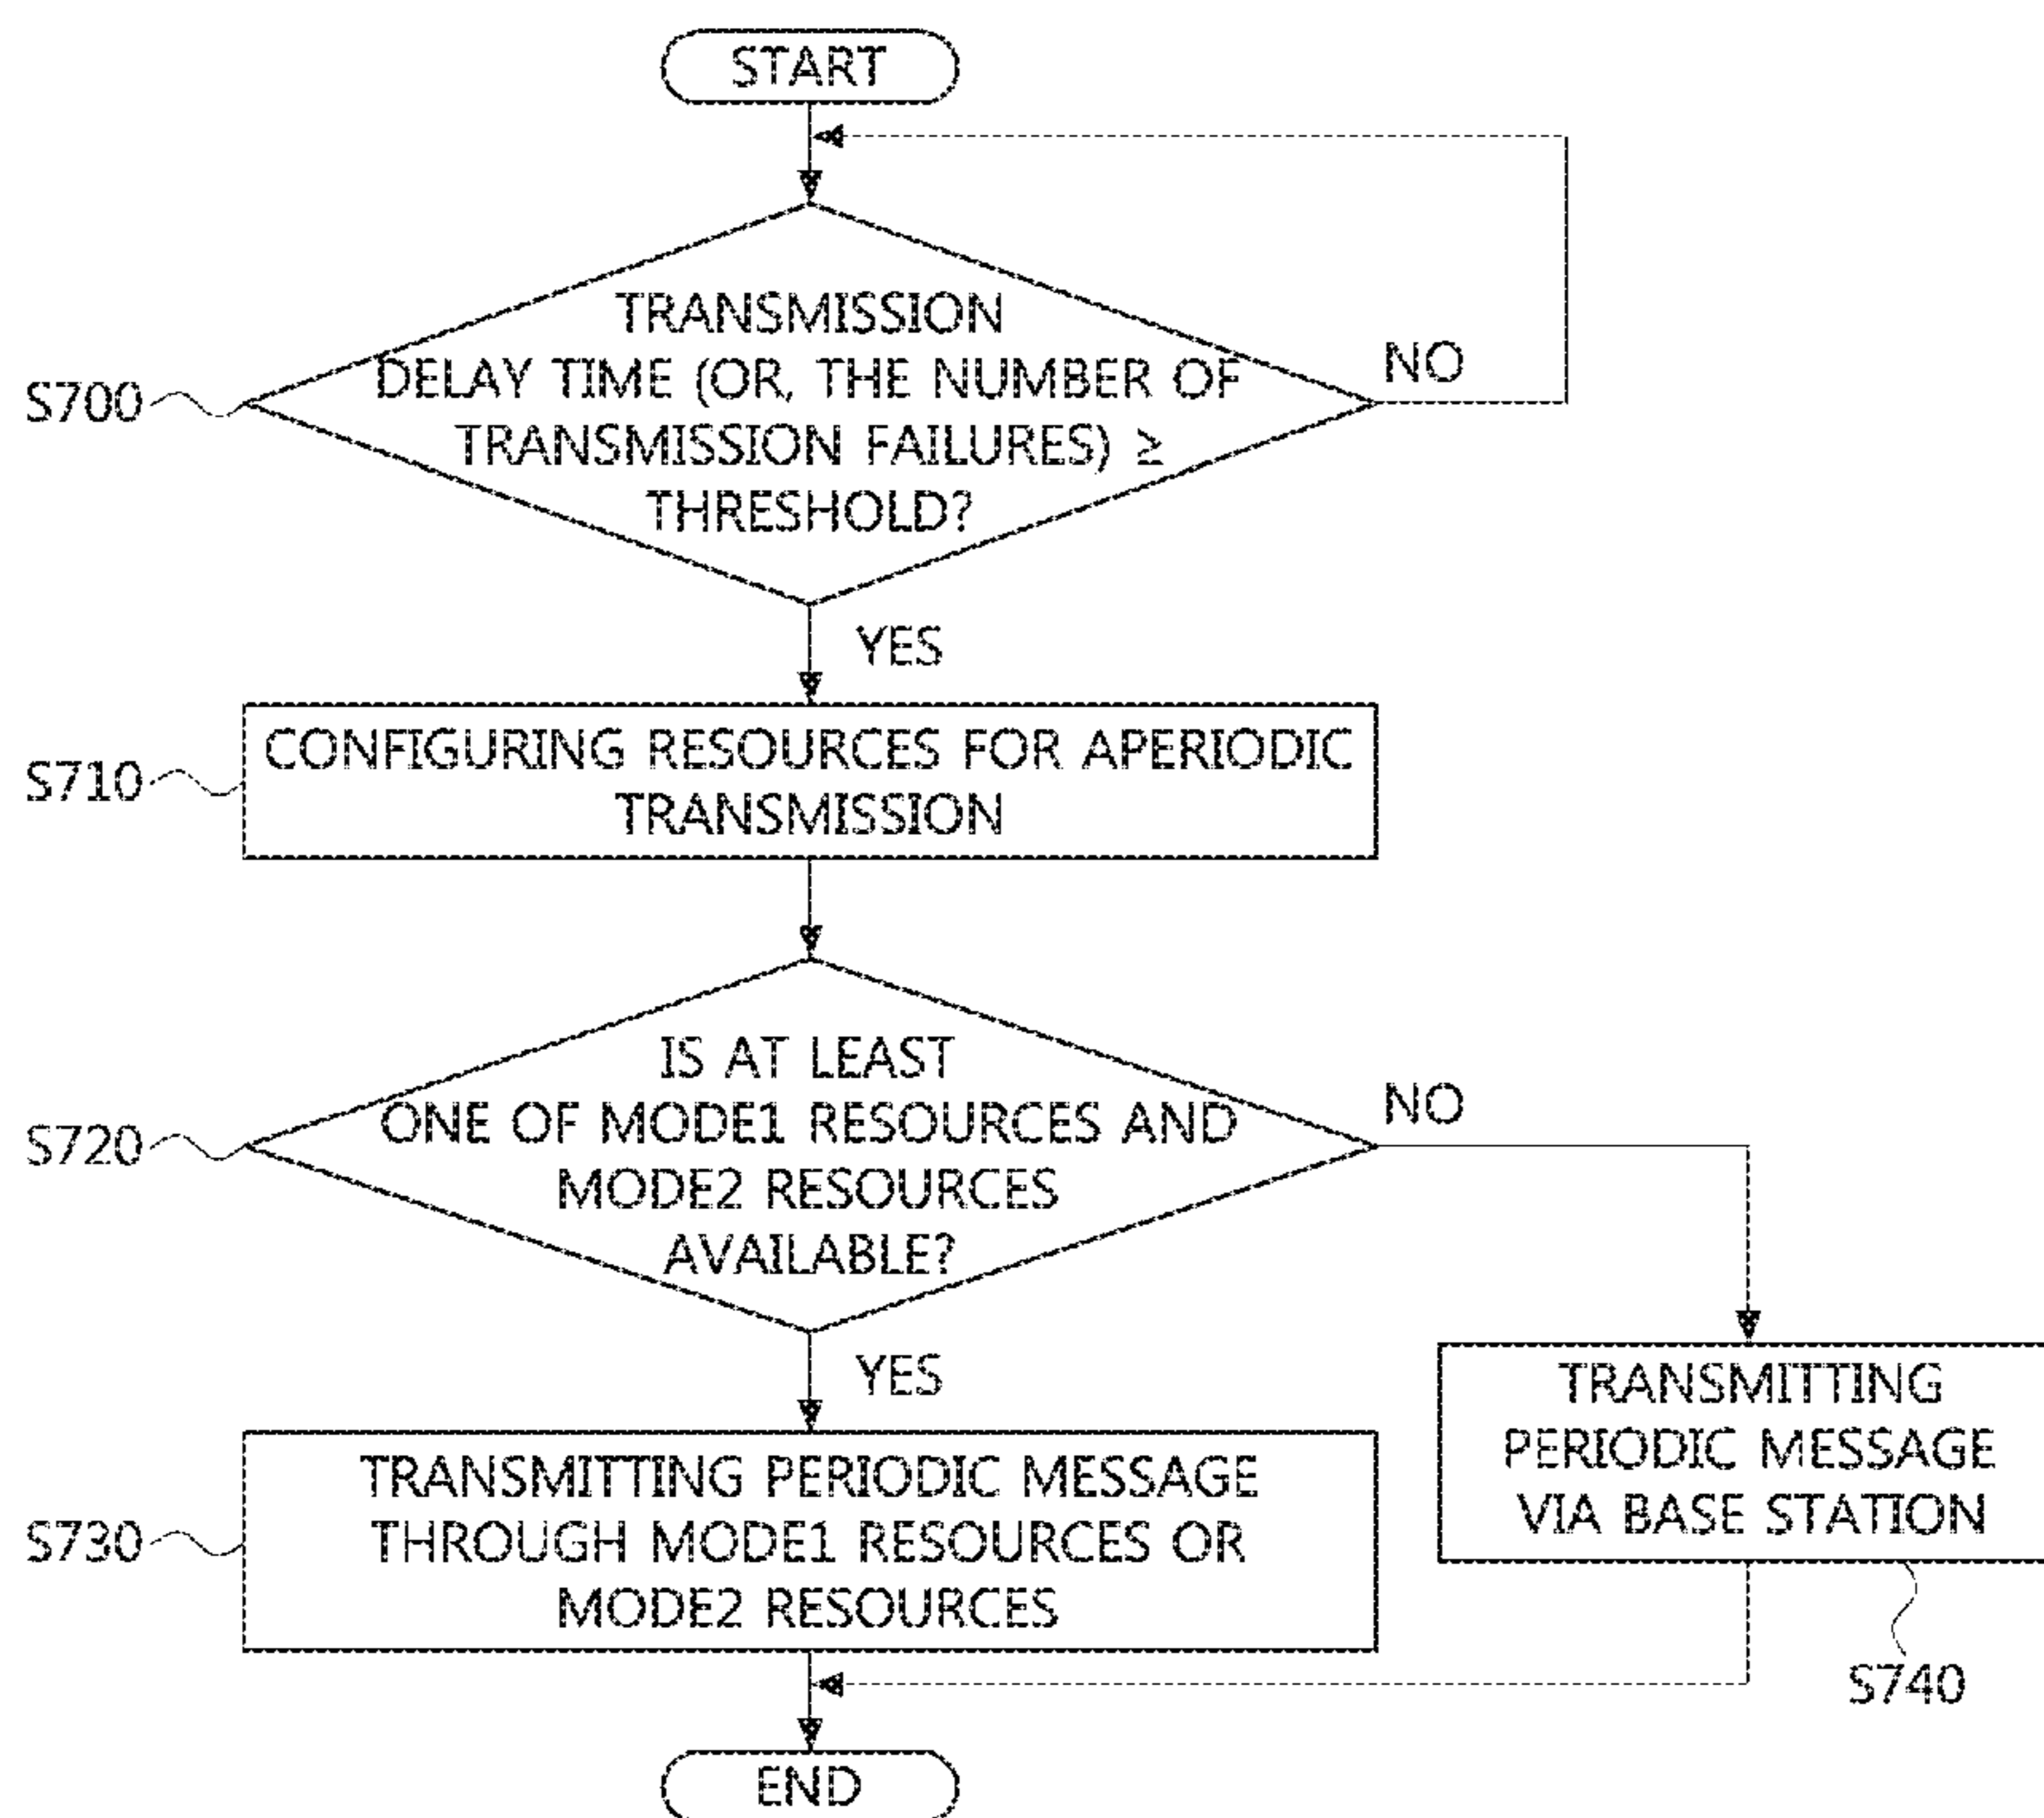 START
TRANSMISSION
DELAY TIME (OR, THE NUMBER OF
TRANSMISSION FAILURES) ≥
THRESHOLD?
NO
S700
YES
CONFIGURING RESOURCES FOR APERIODIC
TRANSMISSION
S710
IS AT LEAST
ONE OF MODE1 RESOURCES AND
MODE2 RESOURCES
AVAILABLE?
NO
S720
YES
TRANSMITTING PERIODIC MESSAGE
THROUGH MODE1 RESOURCES OR
MODE2 RESOURCES
S730
TRANSMITTING
PERIODIC MESSAGE
VIA BASE STATION
S740
END